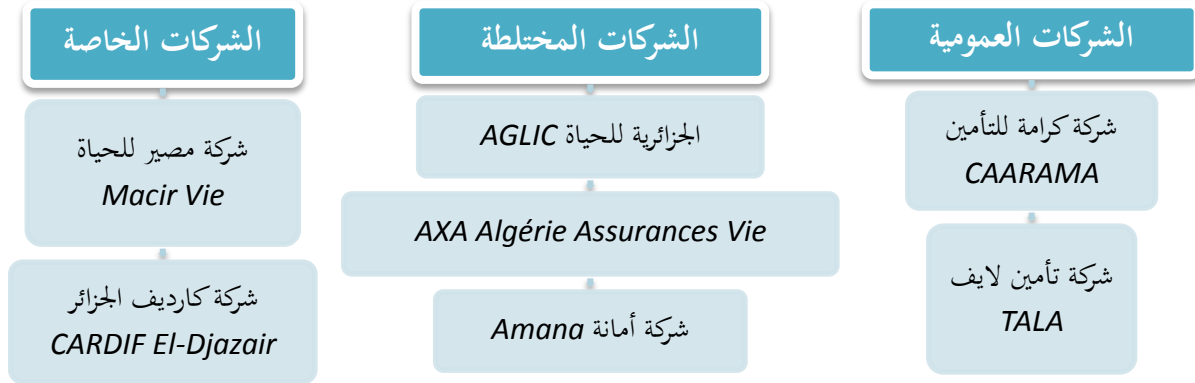 الشركات العمومية
شركة كرامة للتأمين
CAARAMA
شركة تأمين لايف
TALA
الشركات المختلطة
الجزائرية للحياة AGLIC
AXA Algérie Assurances Vie
شركة أمانة Amana
الشركات الخاصة
شركة مصير للحياة
Macir Vie
شركة كارديف الجزائر
CARDIF El-Djazair